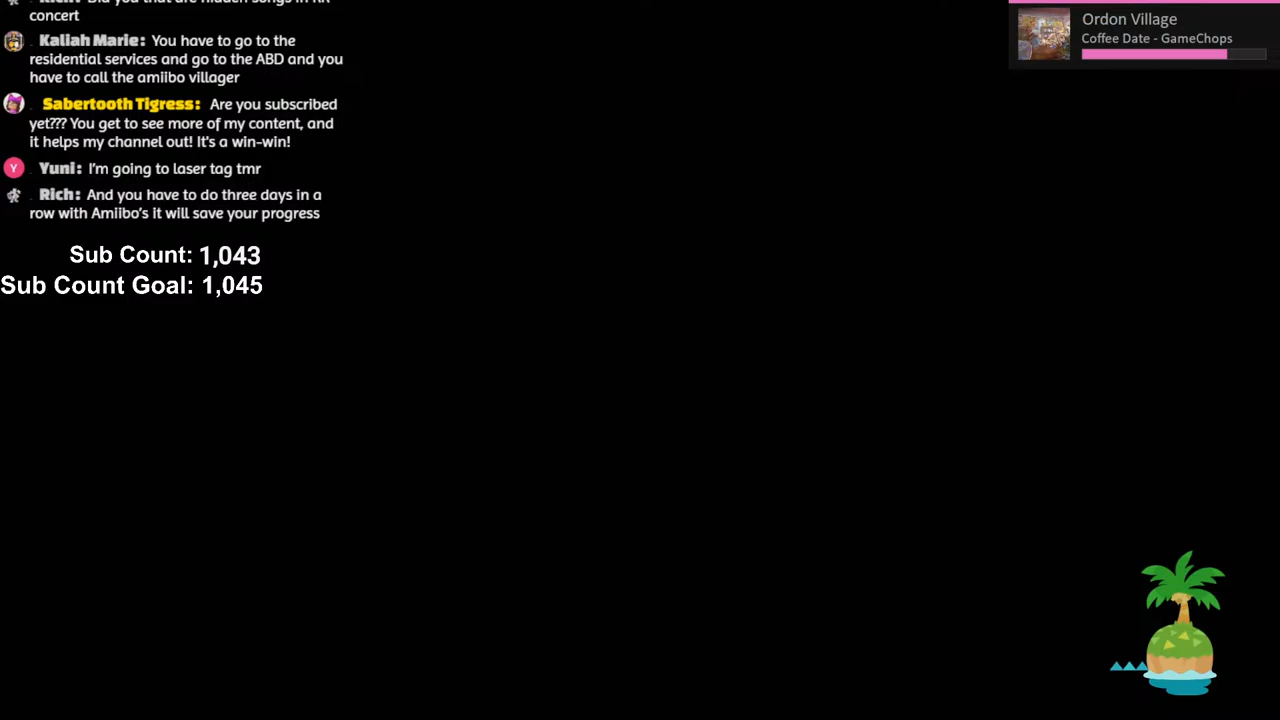 concert
Kaliah Marie: You have to go to the
residential services and go to the ABD and you
have to call the amiibo villager
Sabertooth Tigress: Are you subscribed
yet??? You get to see more of my content, and
it helps my channel out! It's a win-win!
Y Yuni: I'm going to laser tag tmr
Rich: And you have to do three days in a
row with Amiibo's it will save your progress
Sub Count: 1,043
Sub Count Goal: 1,045
Ordon Village
Coffee Date - GameChops